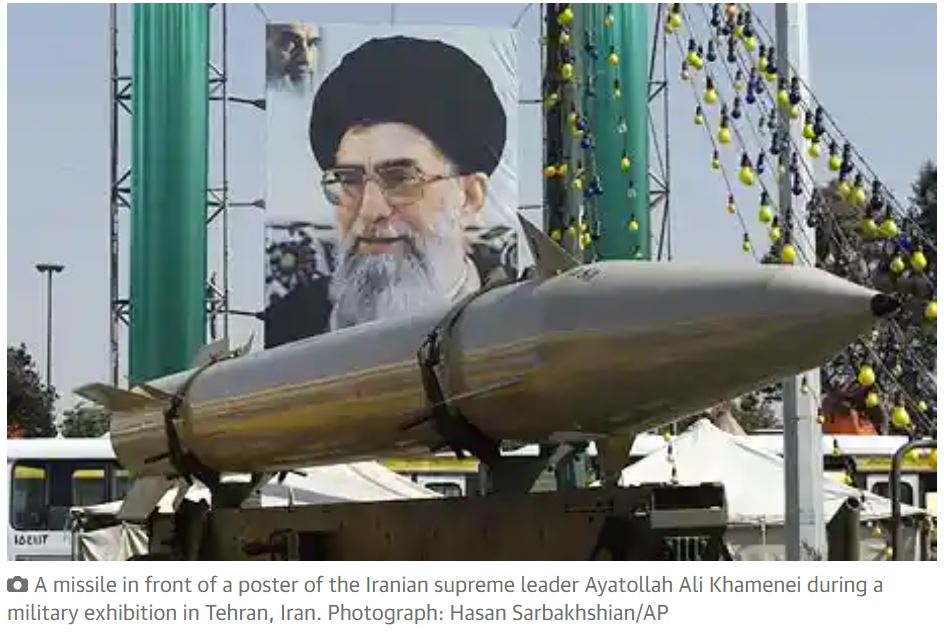 A missile in front of a poster of the Iranian supreme leader Ayatollah Ali Khamenei during a
military exhibition in Tehran, Iran. Photograph: Hasan Sarbakhshian/AP